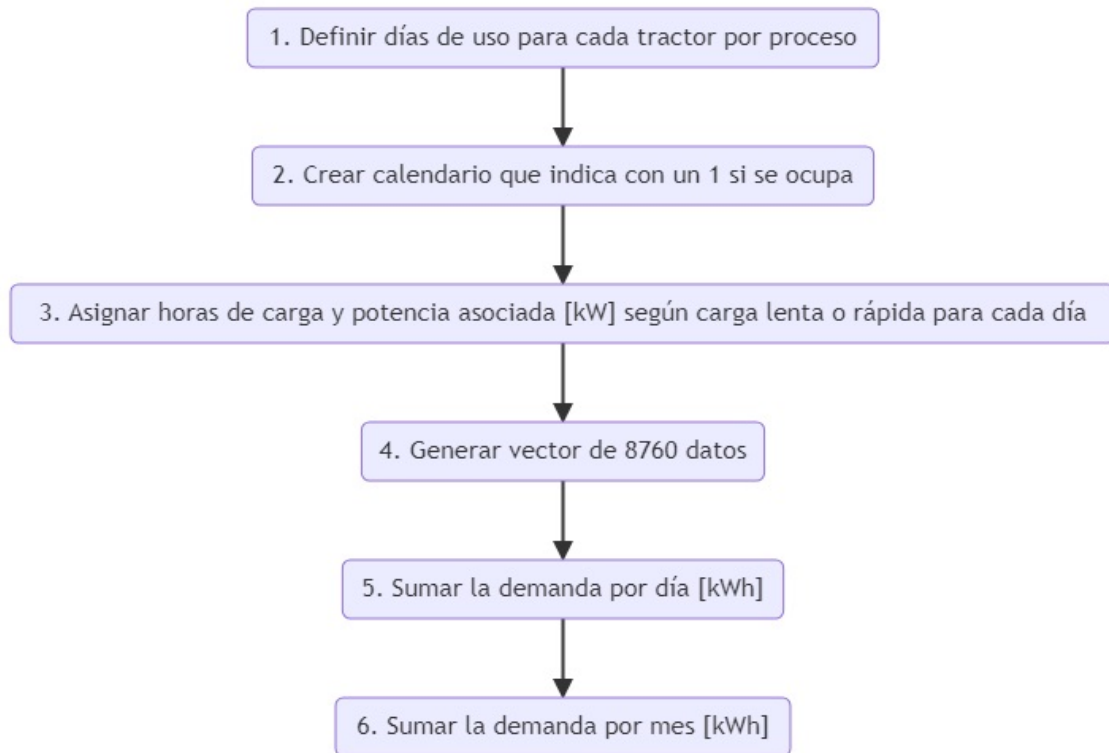 1. Definir días de uso para cada tractor por proceso
2. Crear calendario que indica con un 1 si se ocupa
3. Asignar horas de carga y potencia asociada [kW] según carga lenta o rápida para cada día
4. Generar vector de 8760 datos
5. Sumar la demanda por día [kWh]
6. Sumar la demanda por mes [kWh]